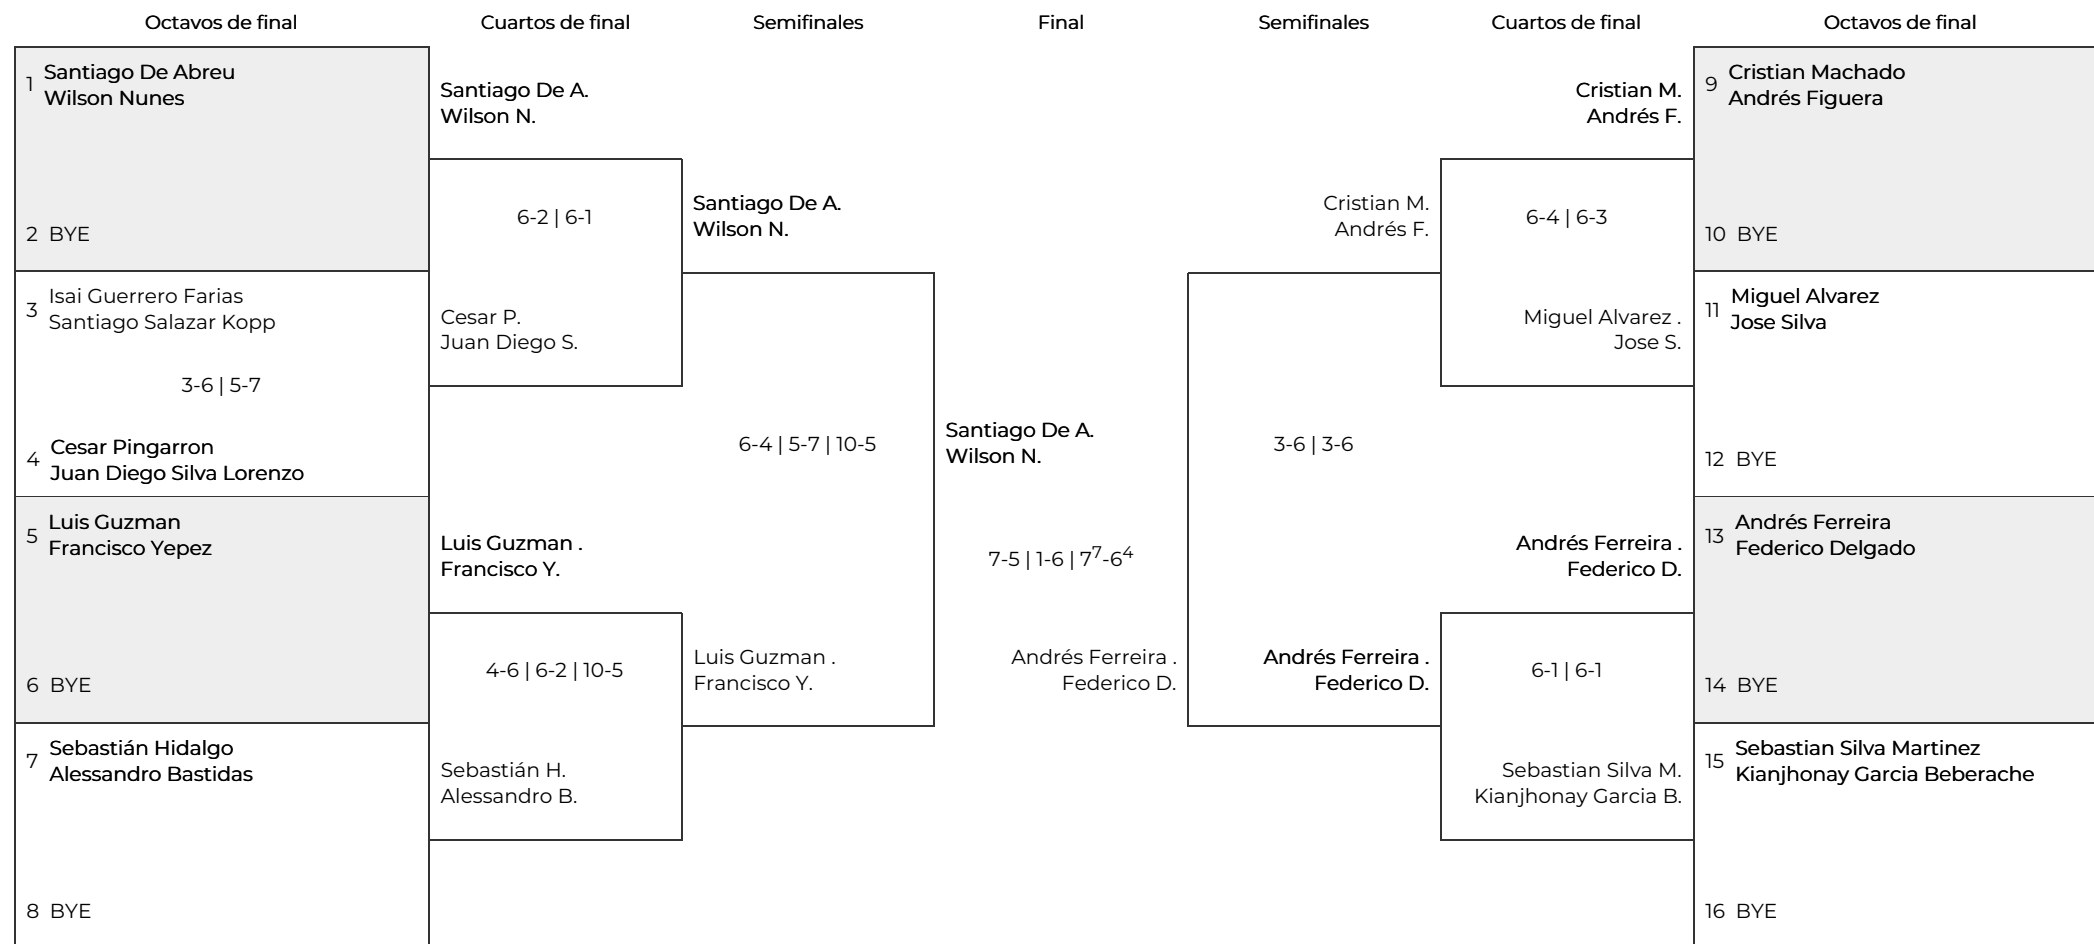 Octavos de final
Cuartos de final
Semifinales
Final
Semifinales
Cuartos de final
Octavos de final
1
Santiago De Abreu
Wilson Nunes
2 BYE
3
Isai Guerrero Farias
Santiago Salazar Kopp
3-6 | 5-7
4
Cesar Pingarron
Juan Diego Silva Lorenzo
5
Luis Guzman
Francisco Yepez
6 BYE
7
Sebastián Hidalgo
Alessandro Bastidas
8 BYE
Santiago De A.
Wilson N.
6-2 | 6-1
Cesar P.
Juan Diego S.
Luis Guzman .
Francisco Y.
4-6 | 6-2 | 10-5
Sebastián H.
Alessandro B.
Santiago De A.
Wilson N.
6-4 | 5-7 | 10-5
Luis Guzman .
Francisco Y.
Santiago De A.
Wilson N.
7-5 | 1-6 | 7⁷-6⁴
Andrés Ferreira .
Federico D.
Cristian M.
Andrés F.
3-6 | 3-6
Andrés Ferreira .
Federico D.
Cristian M.
Andrés F.
6-4 | 6-3
Miguel Alvarez .
Jose S.
Andrés Ferreira .
Federico D.
6-1 | 6-1
Sebastian Silva M.
Kianjhonay Garcia B.
9
Cristian Machado
Andrés Figuera
10 BYE
11
Miguel Alvarez
Jose Silva
12 BYE
13
Andrés Ferreira
Federico Delgado
14 BYE
15
Sebastian Silva Martinez
Kianjhonay Garcia Beberache
16 BYE